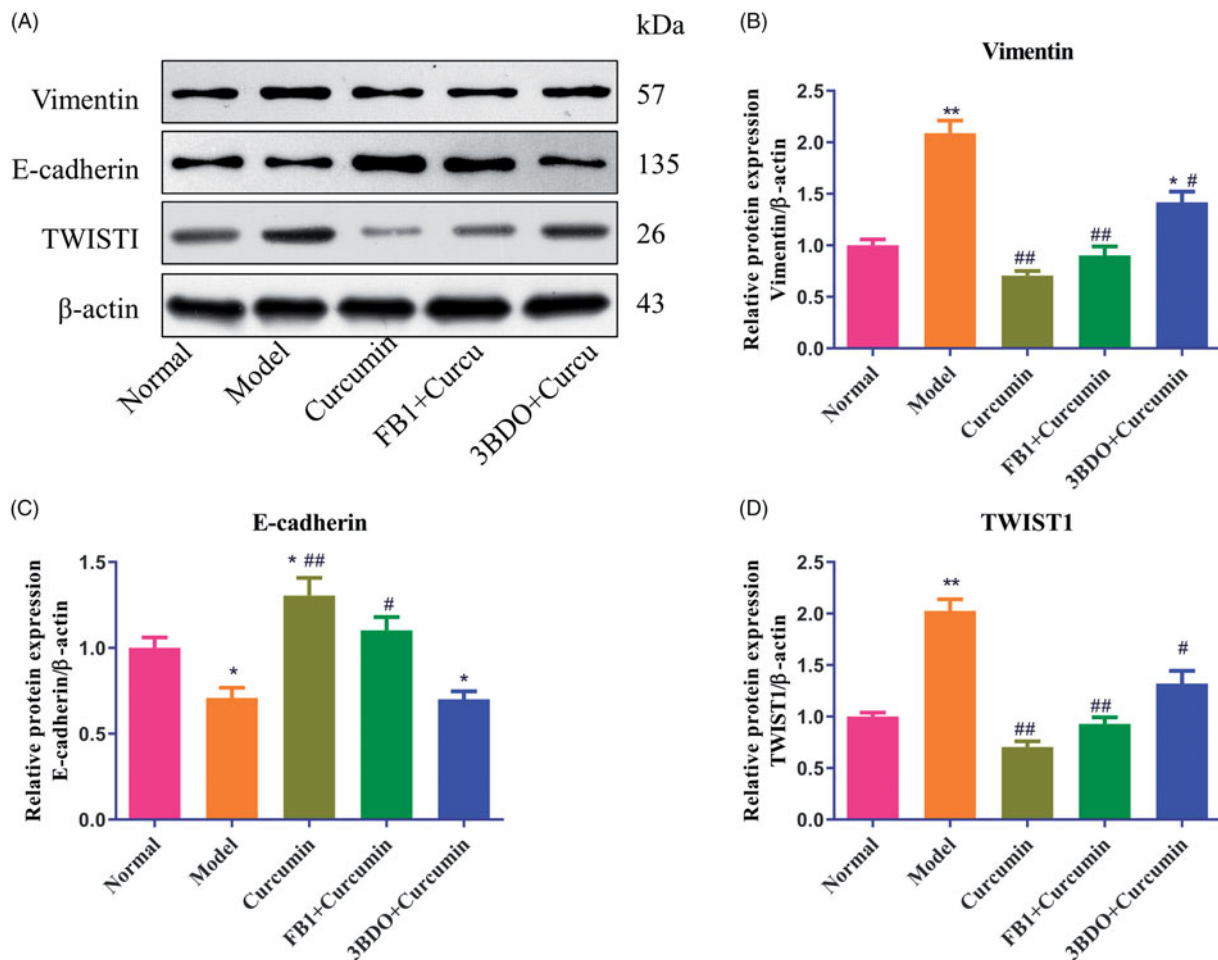 (A)
kDa
Vimentin
57
E-cadherin
135
TWISTI
26
β-actin
43
Normal
Model
Curcumin
FB1+Curcu
3BDO+Curcu
(B)
Vimentin
Relative protein expression
Vimentin/β-actin
2.5
2.0
1.5
1.0
0.5
0.0
**
##
##
* #
Normal
Model
Curcumin
FB1+Curcumin
3BDO+Curcumin
(C)
E-cadherin
Relative protein expression
E-cadherin/β-actin
1.5
1.0
0.5
0.0
*
* ##
#
*
Normal
Model
Curcumin
FB1+Curcumin
3BDO+Curcumin
(D)
TWIST1
Relative protein expression
TWIST1/β-actin
2.5
2.0
1.5
1.0
0.5
0.0
**
##
##
#
Normal
Model
Curcumin
FB1+Curcumin
3BDO+Curcumin